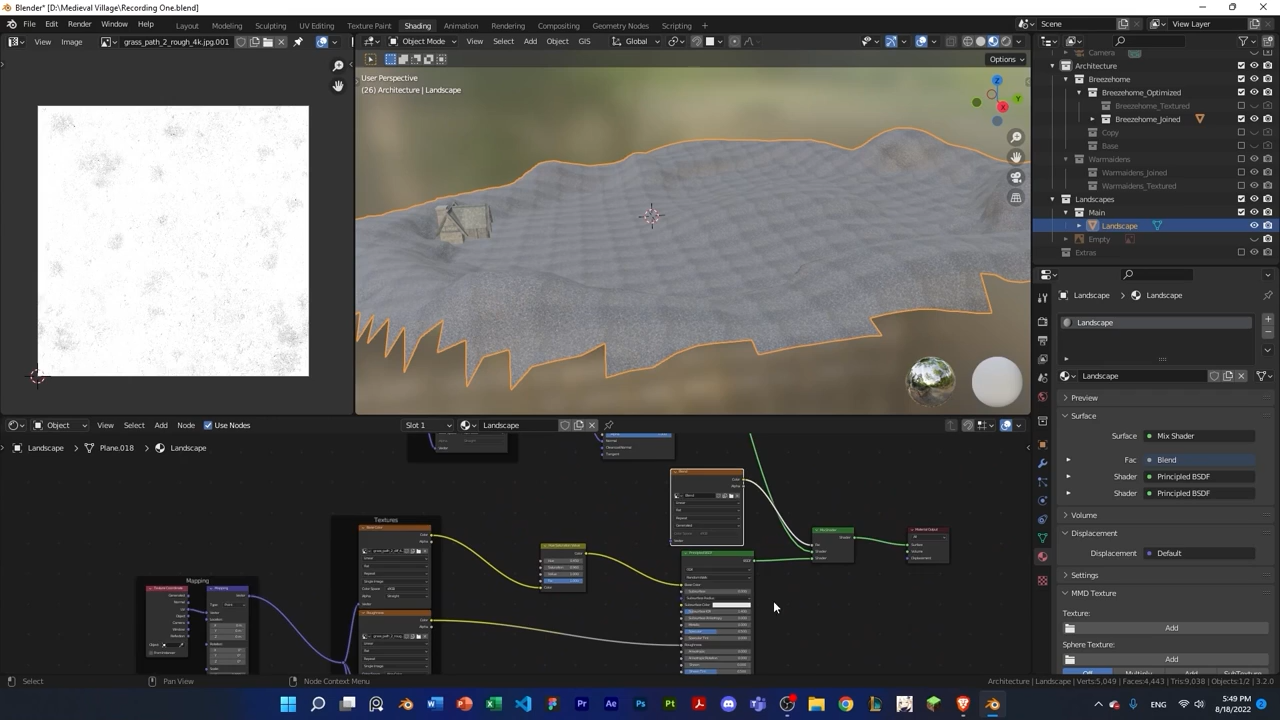 Blender* [D:\Medieval Village\Recording One.blend]
File Edit Render Window Help Layout Modeling Sculpting UV Editing Texture Paint Shading Animation Rendering Compositing Geometry Nodes Scripting Scene View Layer
View Image grass_path_2_rough_4k.jpg.001 Object Mode View Select Add Object GIS Global
Options
User Perspective
(26) Architecture | Landscape
Z
Y
X
Camera
Architecture
Breezehome
Breezehome_Optimized
Breezehome_Textured
Breezehome_Joined
Copy
Base
Warmaidens
Warmaidens_Joined
Warmaidens_Textured
Landscapes
Main
Landscape
Empty
Extras
Landscape Landscape
Landscape
Landscape
Preview
Surface
Surface: Mix Shader
Fac Blend
Shader Principled BSDF
Shader Principled BSDF
Volume
Displacement
Displacement: Default
Settings
MMD Texture
Texture:
Add
Sphere Texture:
Add
Object View Select Add Node Use Nodes Slot 1 Landscape
Landscape Plane.018 Landscape
Textures
Mapping
Select Pan View Node Context Menu Architecture | Landscape | Verts:5,049 | Faces:4,443 | Tris:9,038 | Objects:1/2 | 3.2.0
5:49 PM
8/18/2022